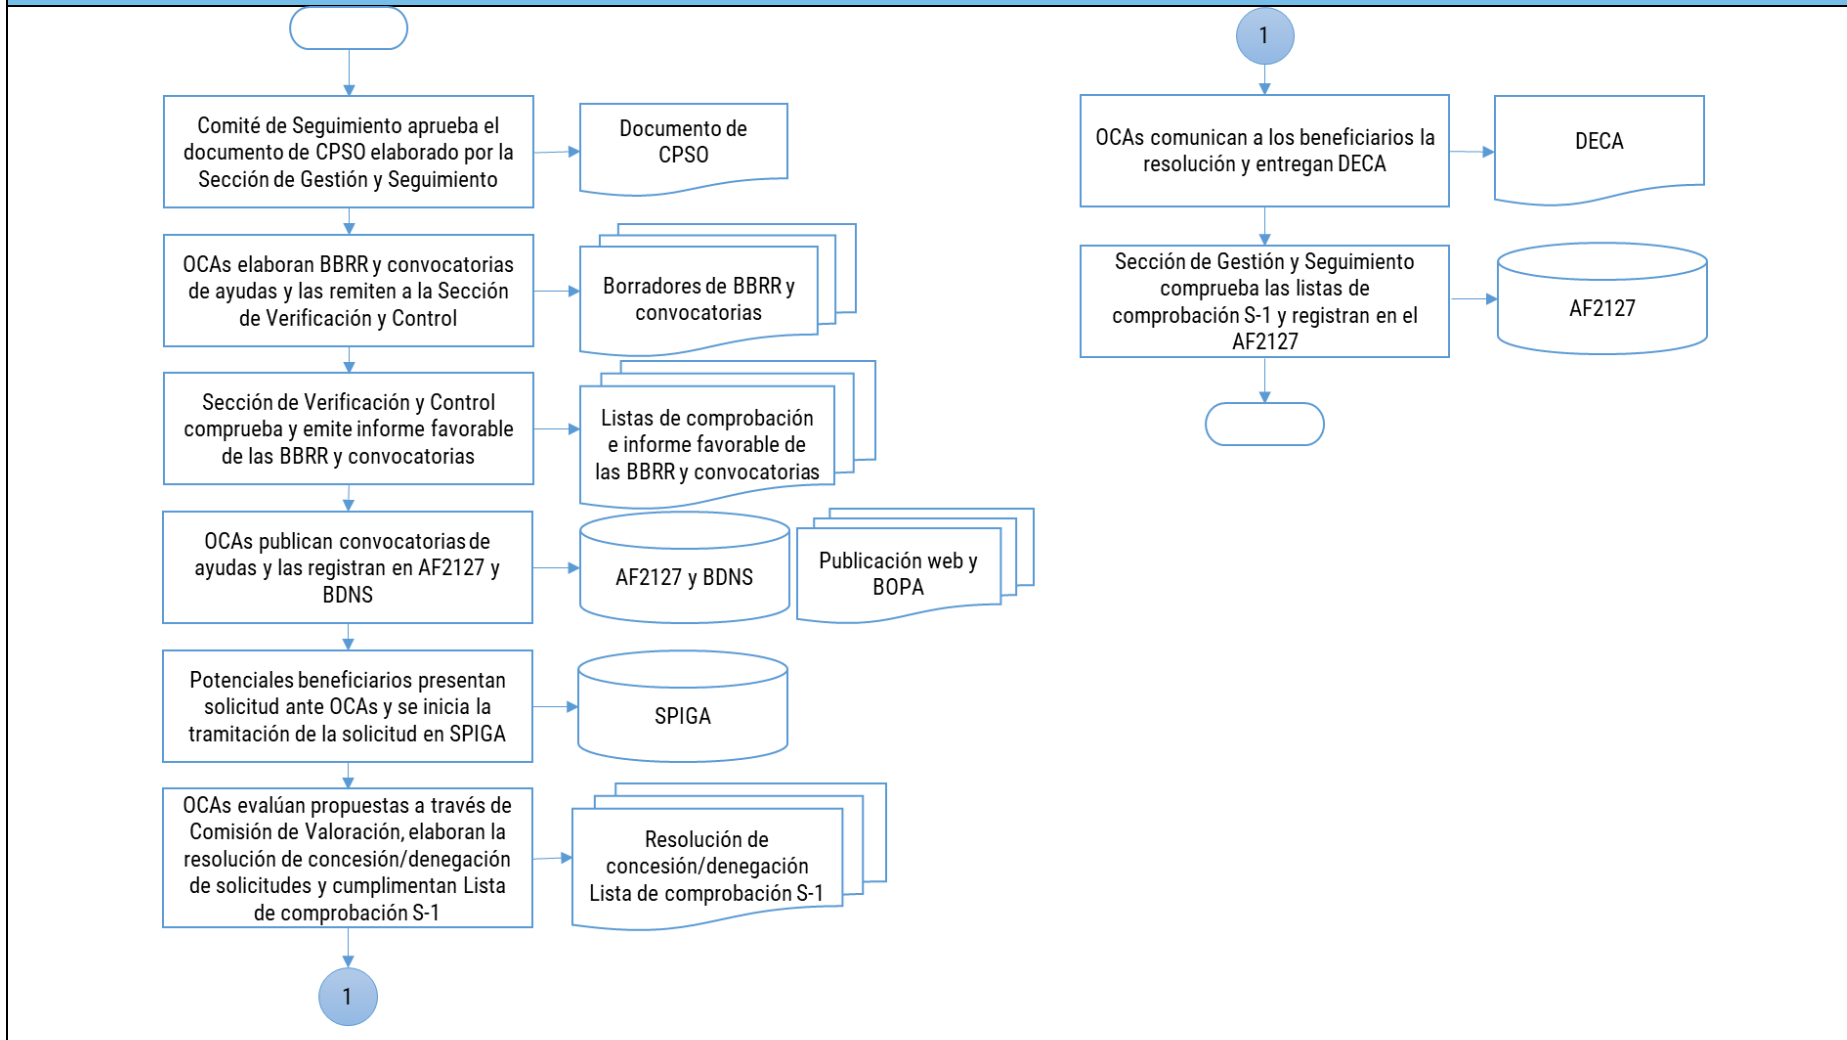 Comité de Seguimiento aprueba el
documento de CPSO elaborado por la
Sección de Gestión y Seguimiento
Documento de
CPSO
OCAs elaboran BBRR y convocatorias
de ayudas y las remiten a la Sección
de Verificación y Control
Borradores de BBRR y
convocatorias
Sección de Verificación y Control
comprueba y emite informe favorable
de las BBRR y convocatorias
Listas de comprobación
e informe favorable de
las BBRR y convocatorias
OCAs publican convocatorias de
ayudas y las registran en AF2127 y
BDNS
AF2127 y BDNS
Publicación web y
BOPA
Potenciales beneficiarios presentan
solicitud ante OCAs y se inicia la
tramitación de la solicitud en SPIGA
SPIGA
OCAs evalúan propuestas a través de
Comisión de Valoración, elaboran la
resolución de concesión/denegación
de solicitudes y cumplimentan Lista
de comprobación S-1
Resolución de
concesión/denegación
Lista de comprobación S-1
1
1
OCAs comunican a los beneficiarios la
resolución y entregan DECA
DECA
Sección de Gestión y Seguimiento
comprueba las listas de
comprobación S-1 y registran en el
AF2127
AF2127